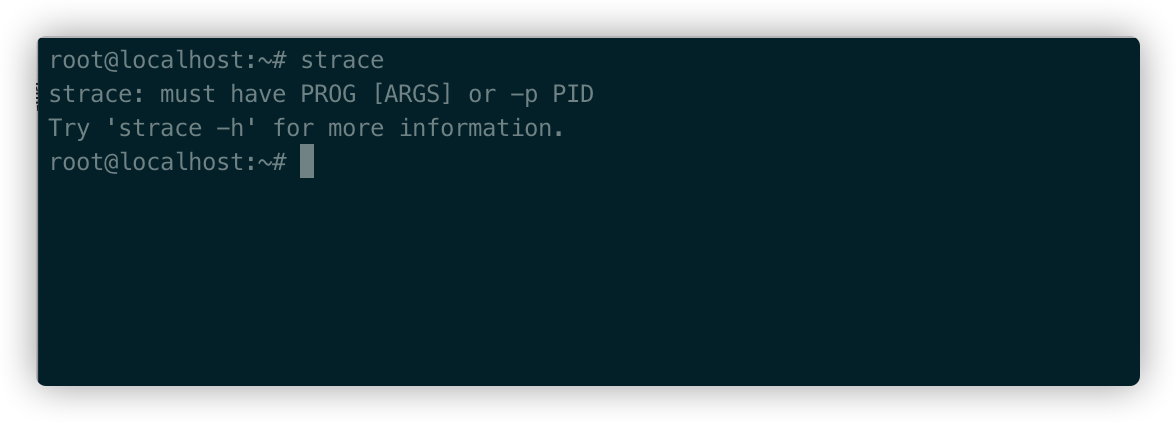 root@localhost:~# strace
strace: must have PROG [ARGS] or -p PID
Try 'strace -h' for more information.
root@localhost:~#